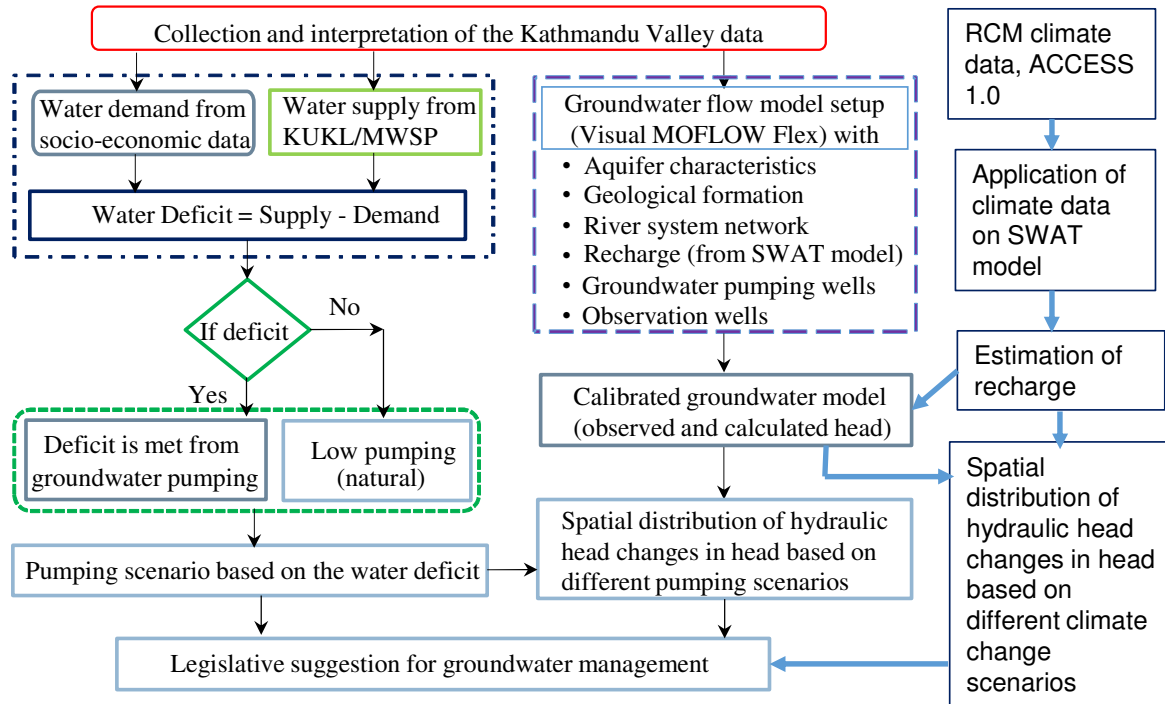 Collection and interpretation of the Kathmandu Valley data
Water demand from
socio-economic data
Water supply from
KUKL/MWSP
Water Deficit = Supply - Demand
If deficit
No
Yes
Deficit is met from
groundwater pumping
Low pumping
(natural)
Pumping scenario based on the water deficit
Groundwater flow model setup
(Visual MOFLOW Flex) with
• Aquifer characteristics
• Geological formation
• River system network
• Recharge (from SWAT model)
• Groundwater pumping wells
• Observation wells
Calibrated groundwater model
(observed and calculated head)
Spatial distribution of hydraulic
head changes in head based on
different pumping scenarios
Legislative suggestion for groundwater management
RCM climate
data, ACCESS
1.0
Application of
climate data
on SWAT
model
Estimation of
recharge
Spatial
distribution of
hydraulic head
changes in head
based on
different climate
change
scenarios